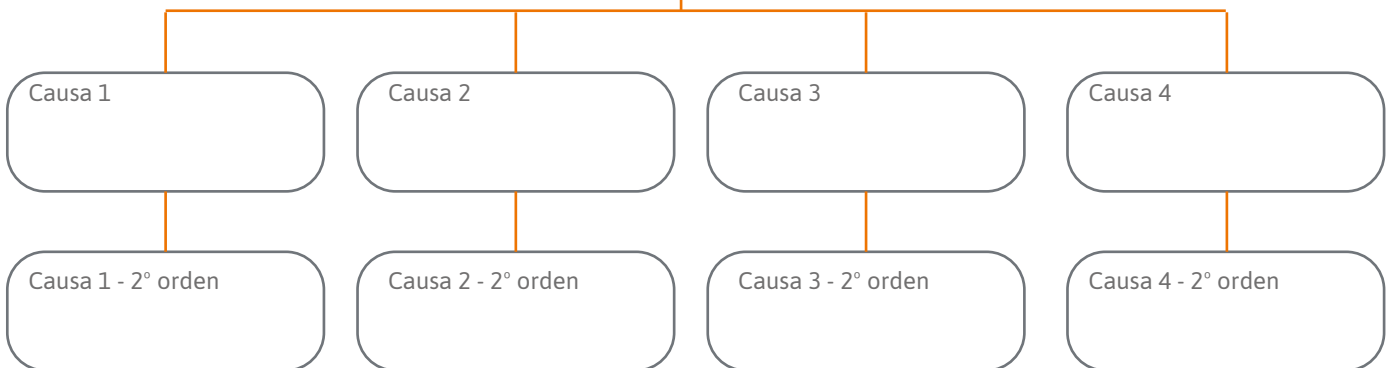 Causa 1
Causa 2
Causa 3
Causa 4
Causa 1 - 2° orden
Causa 2 - 2° orden
Causa 3 - 2° orden
Causa 4 - 2° orden